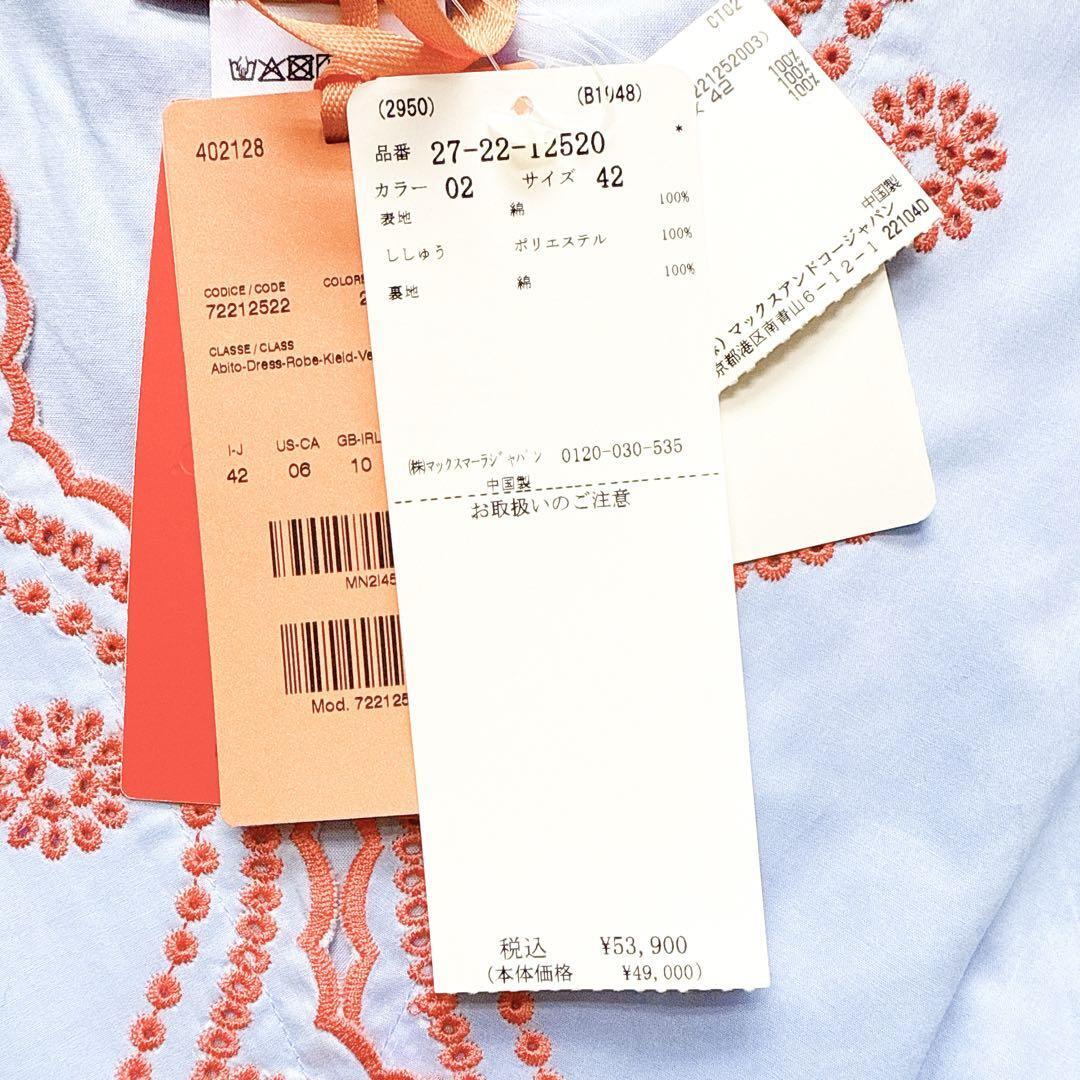 402128
CODICE / CODE
72212522
CLASSE / CLASS
Abito-Dress-Robe-Kleid-
I-J US-CA GB-IRL
42 06 10
Mod.
(2950) (B1948)
*
品番 27-22-12520
カラー 02 サイズ 42
表地 綿 100%
ししゅう ポリエステル 100%
裏地 綿 100%
㈱マックスマーラジャパン 0120-030-535
中国製
お取扱いのご注意
税込 ¥53,900
(本体価格 ¥49,000)
CT02
42
100%
100%
100%
中国製
マックスアンドコージャパン
京都港区南青山6-12-1 22104D